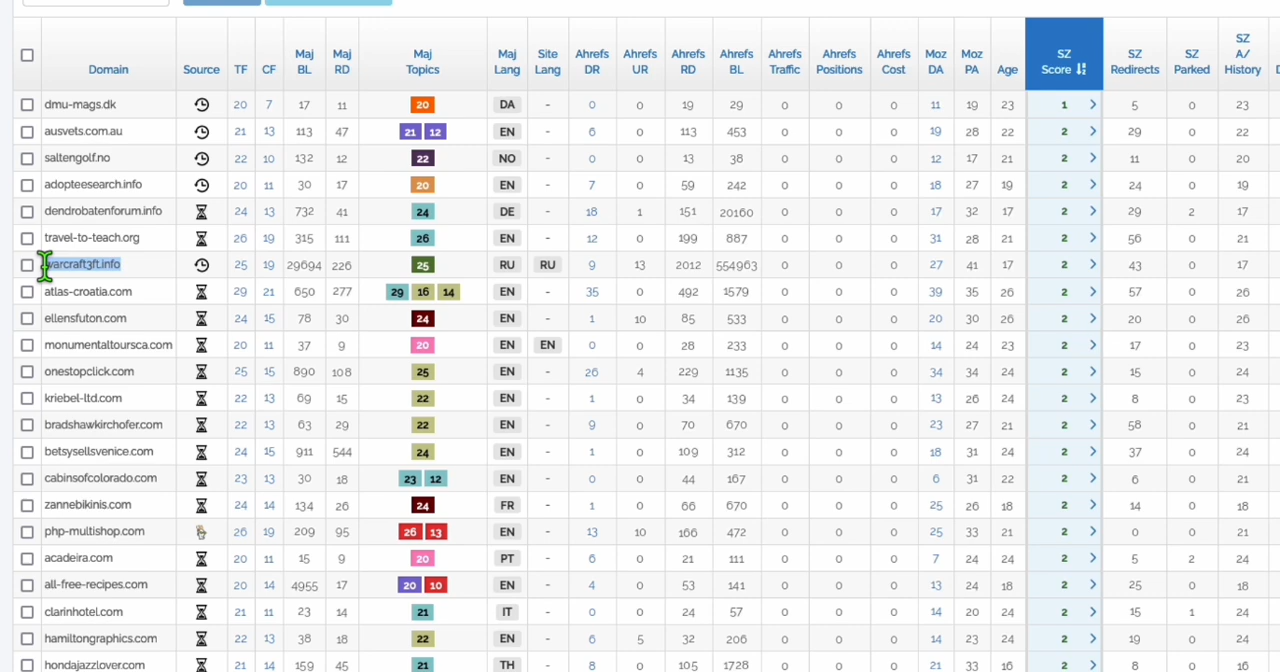 Domain Source TF CF Maj BL Maj RD Maj Topics Maj Lang Site Lang Ahrefs DR Ahrefs UR Ahrefs RD Ahrefs BL Ahrefs Traffic Ahrefs Positions Ahrefs Cost Moz DA Moz PA Age SZ Score SZ Redirects SZ Parked SZ A/ History
dmu-mags.dk 20 7 17 11 20 DA - 0 0 19 29 0 0 0 11 19 23 1 5 0 23
ausvets.com.au 21 13 113 47 21 12 EN - 6 0 113 453 0 0 0 19 28 22 2 29 0 22
saltengolf.no 22 10 132 12 22 NO - 0 0 13 38 0 0 0 12 17 21 2 11 0 20
adopteesearch.info 20 11 30 17 20 EN - 7 0 59 242 0 0 0 18 27 19 2 24 0 19
dendrobatenforum.info 24 13 732 41 24 DE - 18 1 151 20160 0 0 0 17 32 17 2 29 2 17
travel-to-teach.org 26 19 315 111 26 EN - 12 0 199 887 0 0 0 31 28 21 2 56 0 21
warcraft3ft.info 25 19 29694 226 25 RU RU 9 13 2012 554963 0 0 0 27 41 17 2 43 0 17
atlas-croatia.com 29 21 650 277 29 16 14 EN - 35 0 492 1579 0 0 0 39 35 26 2 57 0 26
ellensfuton.com 24 15 78 30 24 EN - 1 10 85 533 0 0 0 20 30 26 2 20 0 26
monumentaltoursca.com 20 11 37 9 20 EN EN 0 0 28 233 0 0 0 14 24 23 2 17 0 23
onestopclick.com 25 15 890 108 25 EN - 26 4 229 1135 0 0 0 34 34 24 2 15 0 24
kriebel-ltd.com 22 13 69 15 22 EN - 1 0 34 139 0 0 0 13 26 24 2 8 0 23
bradshawkirchofer.com 22 13 63 29 22 EN - 9 0 70 670 0 0 0 23 27 21 2 58 0 21
betsysellsvenice.com 24 15 911 544 24 EN - 1 0 109 312 0 0 0 18 31 24 2 37 0 24
cabinsofcolorado.com 23 13 30 18 23 12 EN - 0 0 44 167 0 0 0 6 31 22 2 6 0 21
zannebikinis.com 24 14 134 26 24 FR - 1 0 66 670 0 0 0 25 26 18 2 14 0 18
php-multishop.com 26 19 209 95 26 13 EN - 13 10 166 472 0 0 0 25 33 21 2 0 0 21
acadeira.com 20 11 15 9 20 PT - 6 0 21 111 0 0 0 7 24 24 2 5 2 24
all-free-recipes.com 20 14 4955 17 20 10 EN - 4 0 53 141 0 0 0 13 24 18 2 25 0 18
clarinhotel.com 21 11 23 14 21 IT - 0 0 24 57 0 0 0 14 20 24 2 15 1 24
hamiltongraphics.com 22 13 38 18 22 EN - 6 5 32 206 0 0 0 14 23 24 2 19 0 24
hondajazzlover.com 21 14 159 45 21 TH - 8 0 105 1728 0 0 0 21 33 16 2 8 0 16